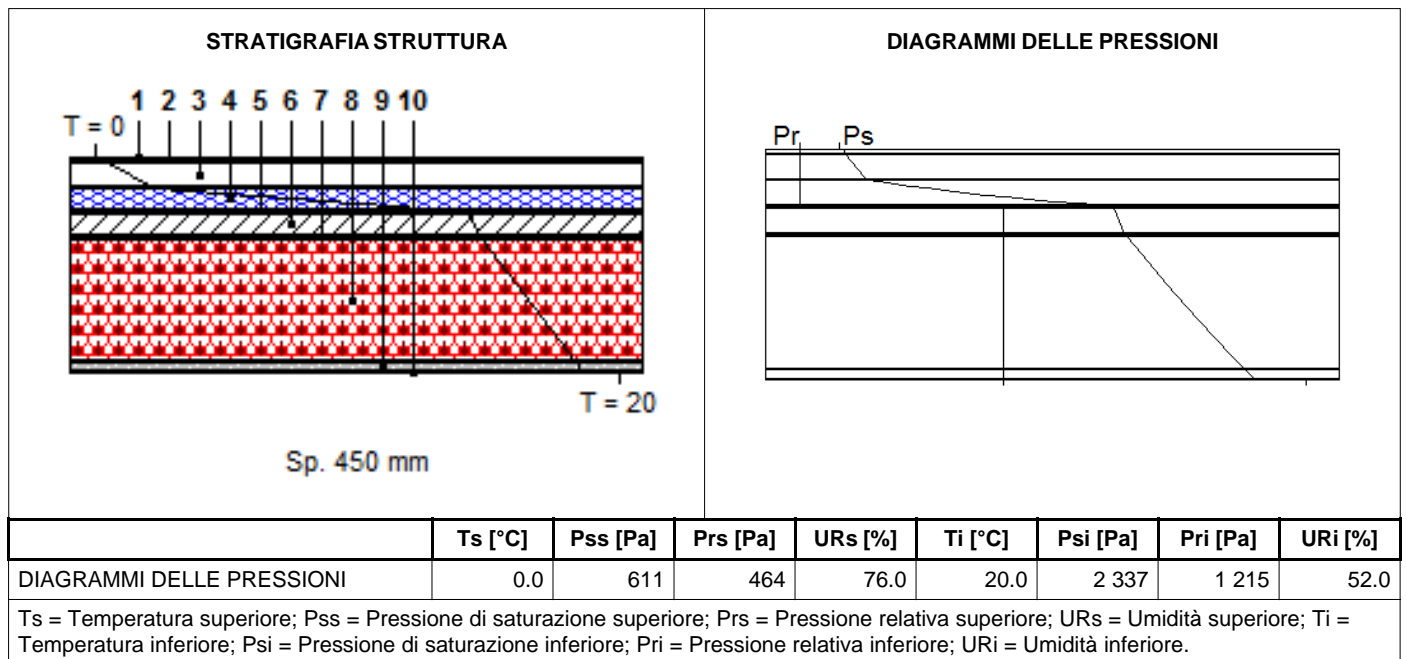 STRATIGRAFIA STRUTTURA
1 2 3 4 5 6 7 8 9 10
T = 0
T = 20
Sp. 450 mm
DIAGRAMMI DELLE PRESSIONI
Pr Ps
Ts [°C] Pss [Pa] Prs [Pa] URs [%] Ti [°C] Psi [Pa] Pri [Pa] URi [%]
DIAGRAMMI DELLE PRESSIONI 0.0 611 464 76.0 20.0 2 337 1 215 52.0
Ts = Temperatura superiore; Pss = Pressione di saturazione superiore; Prs = Pressione relativa superiore; URs = Umidità superiore; Ti =
Temperatura inferiore; Psi = Pressione di saturazione inferiore; Pri = Pressione relativa inferiore; URi = Umidità inferiore.